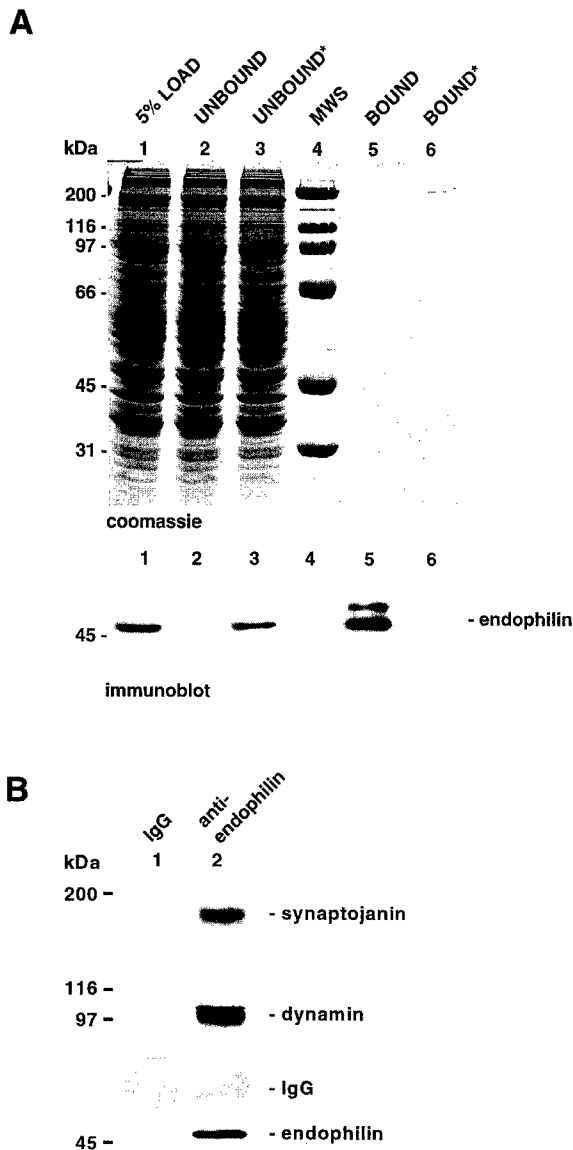 A
5% LOAD UNBOUND UNBOUND* MWS BOUND BOUND*
kDa 1 2 3 4 5 6
200 -
116 -
97 -
66 -
45 -
31 -
coomassie
1 2 3 4 5 6
45 - - endophilin
immunoblot
B
IgG anti-endophilin
kDa 1 2
200 –
- synaptojanin
116 –
97 – - dynamin
- IgG
45 – - endophilin